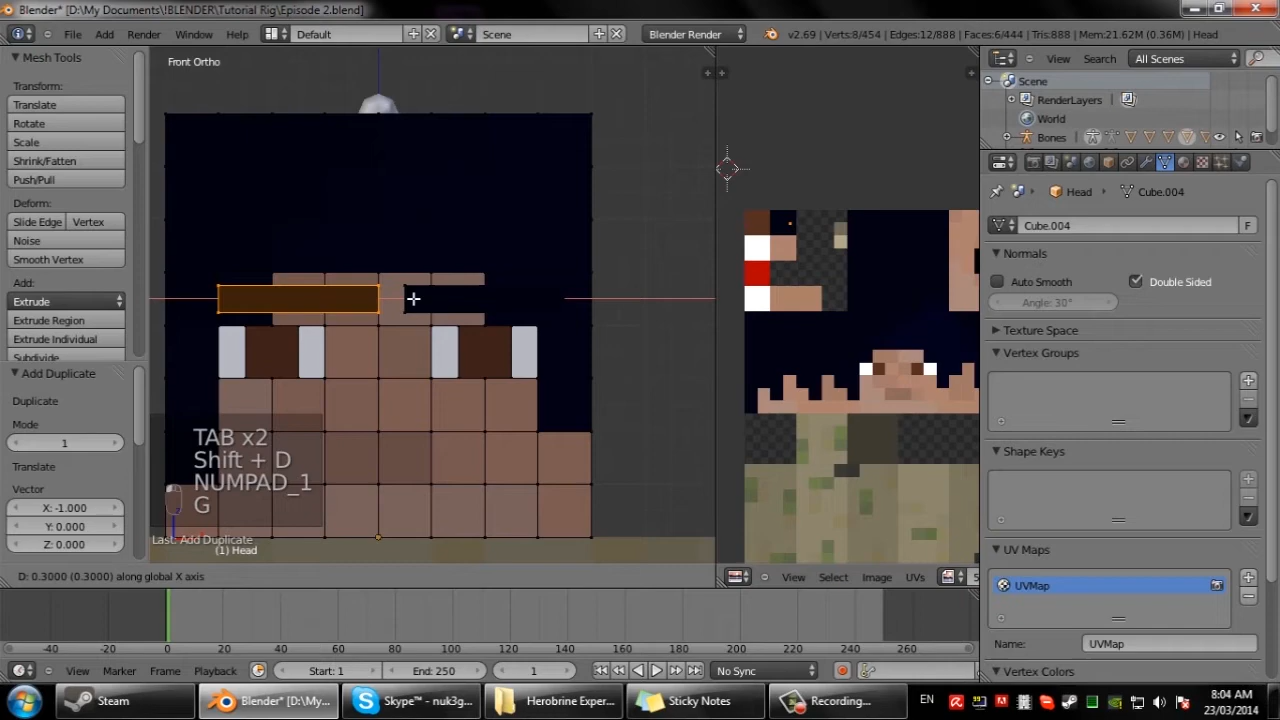 Blender* [D:\My Documents\!BLENDER\Tutorial Rig\Episode 2.blend]
File Add Render Window Help Default Scene Blender Render v2.69 | Verts:8/454 | Edges:12/888 | Faces:6/444 | Tris:888 | Mem:21.62M (0.36M) | Head
Mesh Tools
Transform:
Translate
Rotate
Scale
Shrink/Fatten
Push/Pull
Deform:
Slide Edge Vertex
Noise
Smooth Vertex
Add:
Extrude
Extrude Region
Extrude Individual
Subdivide
Add Duplicate
Duplicate
Mode
1
Translate
Vector
X: -1.000
Y: 0.000
Z: 0.000
Front Ortho
TAB x2
Shift + D
NUMPAD_1
G
Last: Add Duplicate
(1) Head
D: 0.3000 (0.3000) along global X axis
View Select Image UVs
View Search All Scenes
Scene
RenderLayers
World
Bones
Head Cube.004
Cube.004 F
Normals
Auto Smooth Double Sided
Angle: 30°
Texture Space
Vertex Groups
Shape Keys
UV Maps
UVMap
Name: UVMap
Vertex Colors
-40 -20 0 20 40 60 80 100 120 140 160 180 200 220 240 260
View Marker Frame Playback Start: 1 End: 250 1 No Sync
Steam Blender* [D:\My... Skype™ - nuk3g... Herobrine Exper... Sticky Notes Recording... EN 8:04 AM
23/03/2014